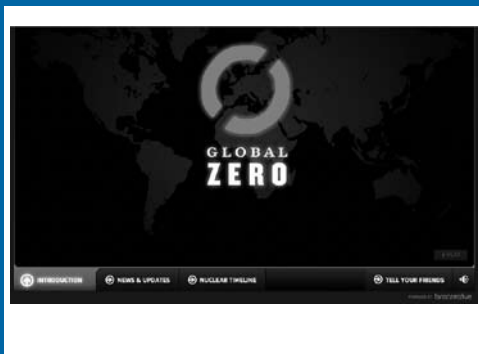 GLOBAL
ZERO
INTRODUCTION
NEWS & UPDATES
NUCLEAR TIMELINE
TELL YOUR FRIENDS